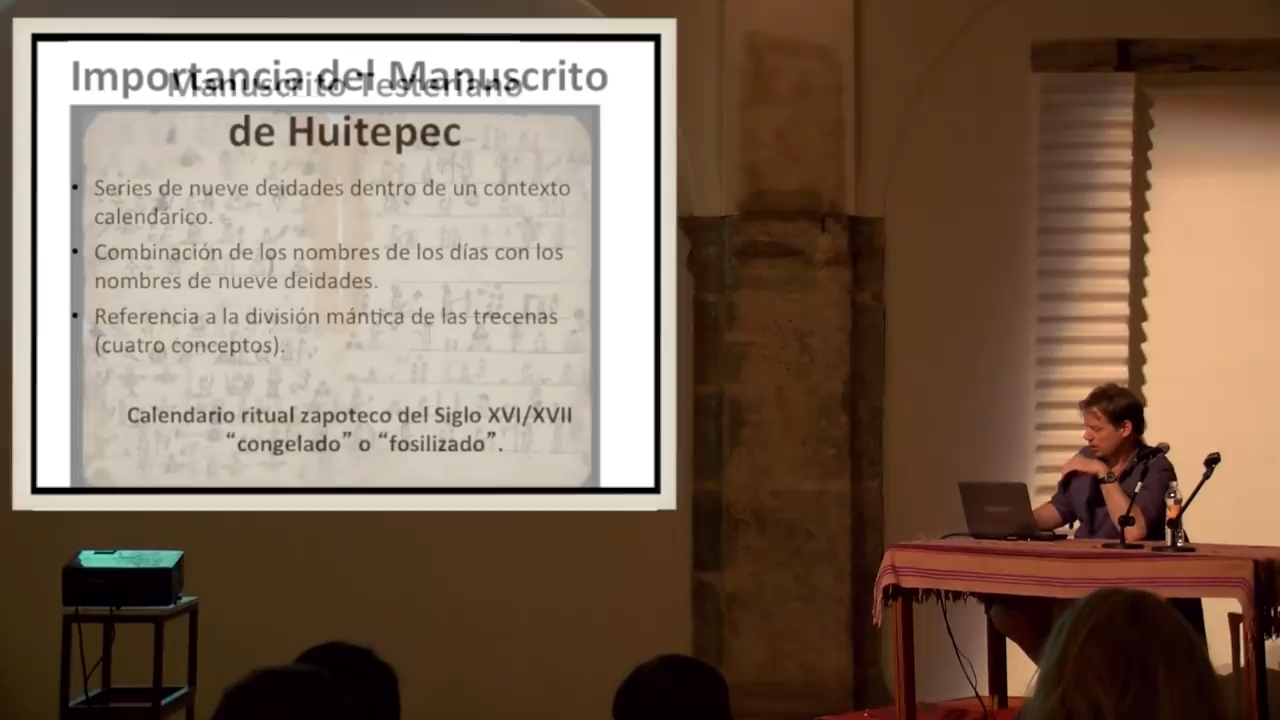 Importancia del Manuscrito
Manuscrito Testeriano
de Huitepec
• Series de nueve deidades dentro de un contexto
calendárico.
• Combinación de los nombres de los días con los
nombres de nueve deidades.
• Referencia a la división mántica de las trecenas
(cuatro conceptos).
Calendario ritual zapoteco del Siglo XVI/XVII
“congelado” o “fosilizado”.